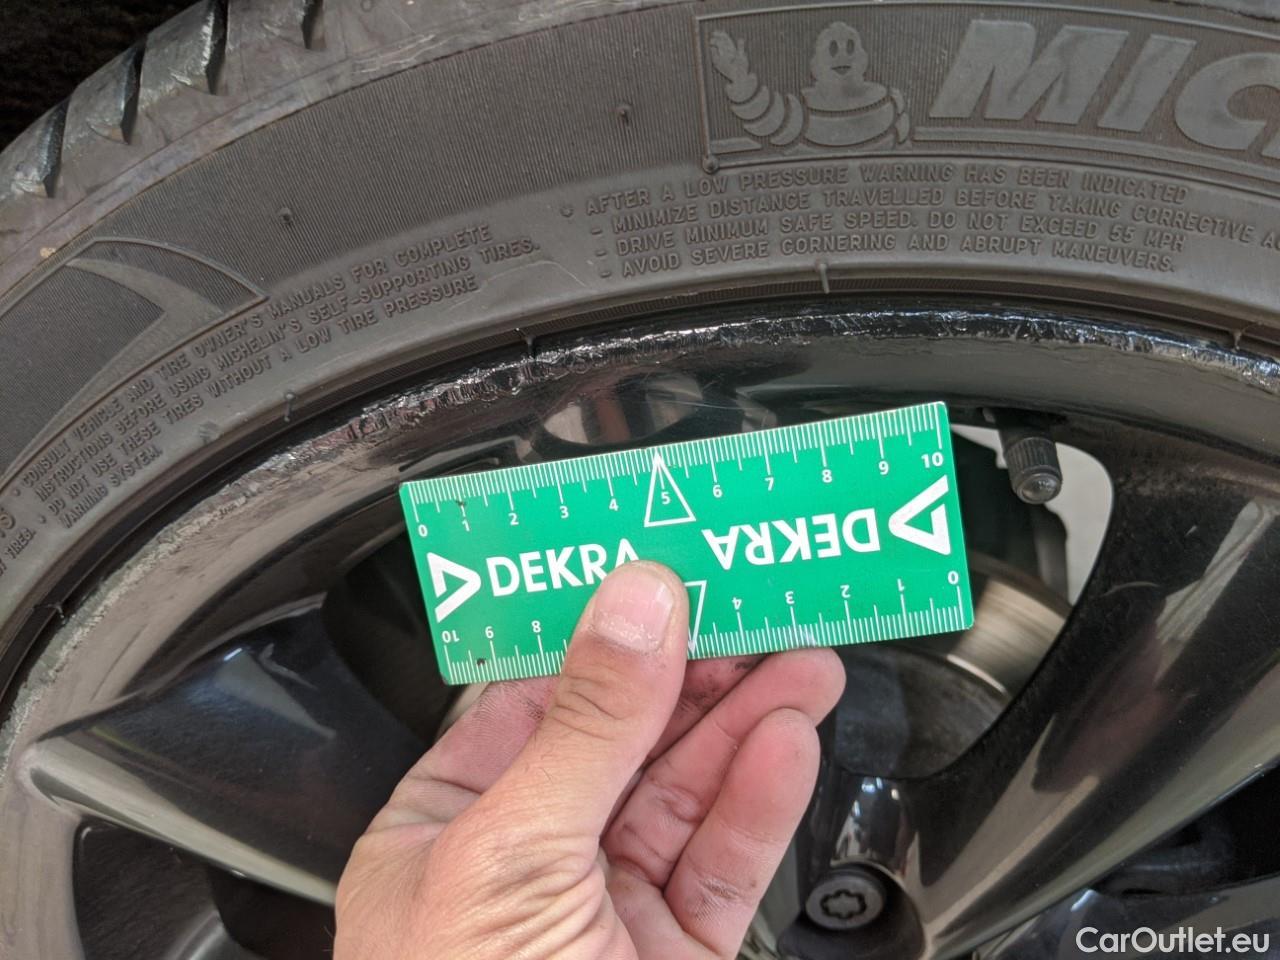 MIC
* AFTER A LOW PRESSURE WARNING HAS BEEN INDICATED
- MINIMIZE DISTANCE TRAVELLED BEFORE TAKING CORRECTIVE
- DRIVE MINIMUM SAFE SPEED. DO NOT EXCEED 55 MPH
- AVOID SEVERE CORNERING AND ABRUPT MANEUVERS.
* CONSULT VEHICLE AND TIRE OWNER'S MANUALS FOR COMPLETE
INSTRUCTIONS BEFORE USING MICHELIN'S SELF-SUPPORTING TIRES.
* DO NOT USE THESE TIRES WITHOUT A LOW TIRE PRESSURE
WARNING SYSTEM.
TIRES.
0 1 2 3 4 5 6 7 8 9 10
DEKRA
DEKRA
10 9 8 4 3 2 1 0
CarOutlet.eu